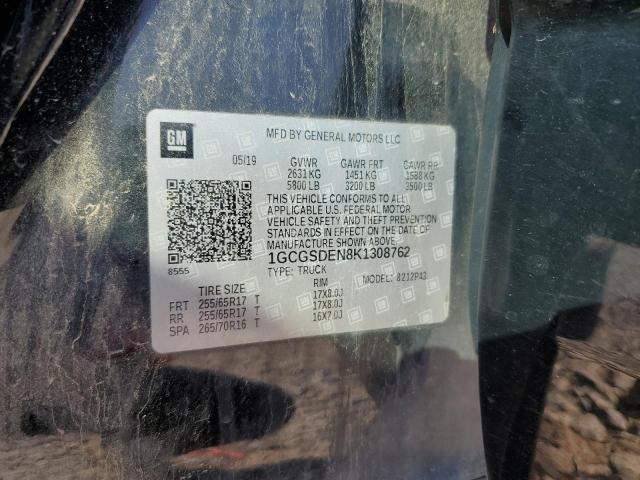 GM
MFD BY GENERAL MOTORS LLC
05/19 GVWR GAWR FRT GAWR RR
2631 KG 1451 KG 1588 KG
5800 LB 3200 LB 3500 LB
THIS VEHICLE CONFORMS TO ALL
APPLICABLE U.S. FEDERAL MOTOR
VEHICLE SAFETY AND THEFT PREVENTION
STANDARDS IN EFFECT ON THE DATE OF
MANUFACTURE SHOWN ABOVE.
8555 1GCGSDEN8K1308762
TYPE: TRUCK MODEL: 8212P43
TIRE SIZE RIM
FRT 255/65R17 T 17X8.0J
RR 255/65R17 T 17X8.0J
SPA 265/70R16 T 16X7.0J